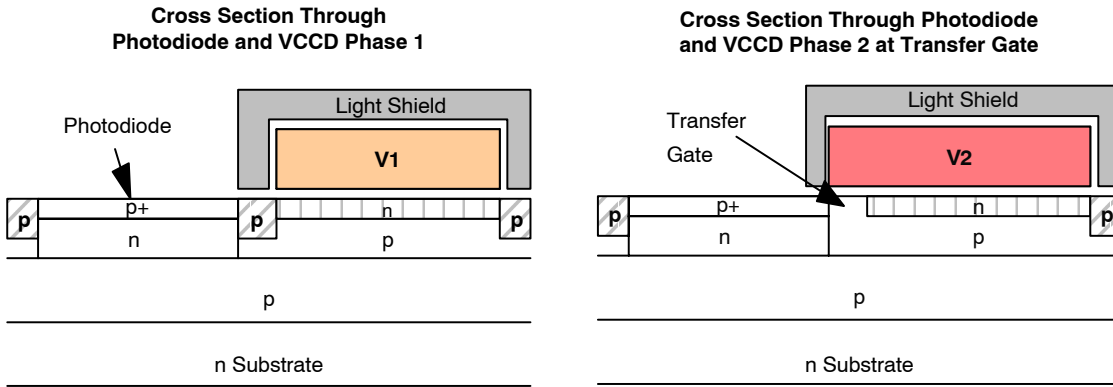 Cross Section Through
Photodiode and VCCD Phase 1
Light Shield
Photodiode
V1
p
p+
p
n
p
n
p
p
n Substrate
Cross Section Through Photodiode
and VCCD Phase 2 at Transfer Gate
Light Shield
Transfer
Gate
V2
p
p+
n
p
n
p
p
n Substrate